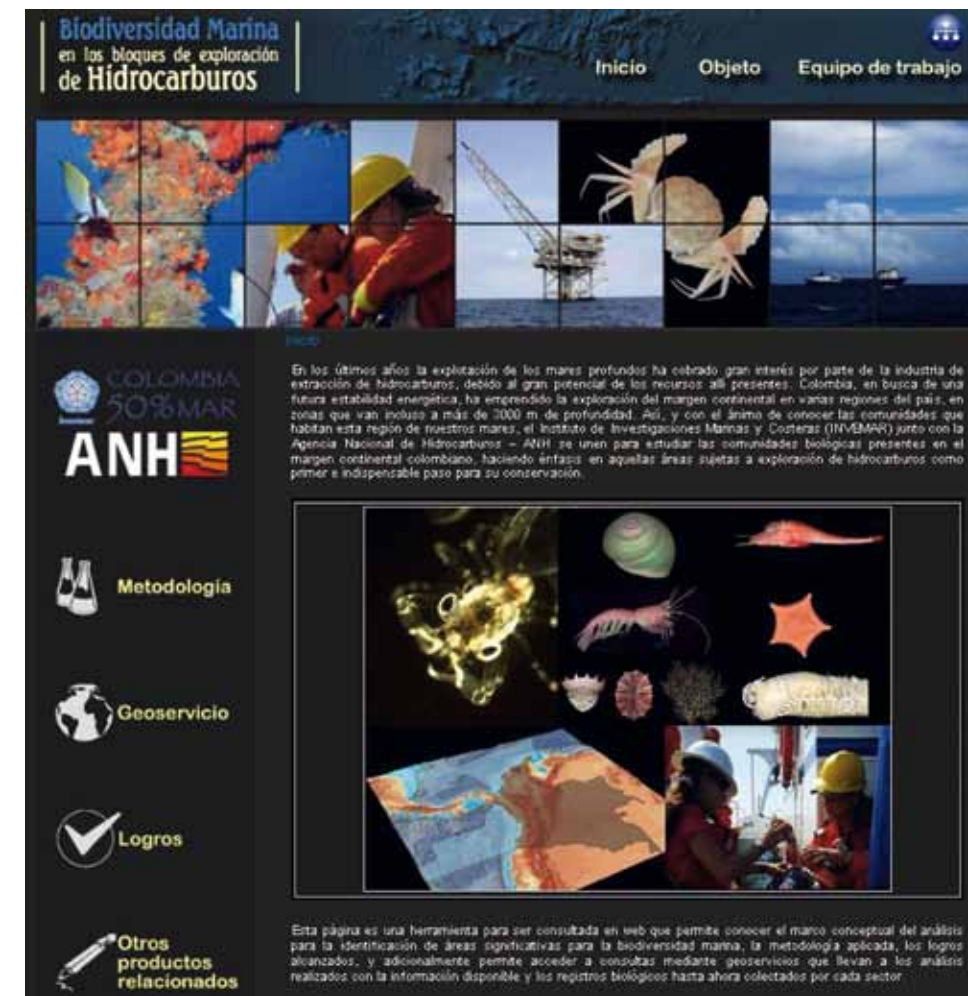 Biodiversidad Marina
en los bloques de exploración
de Hidrocarburos
Inicio Objeto Equipo de trabajo
Inicio
COLOMBIA
50% MAR
ANH
En los últimos años la explotación de los mares profundos ha cobrado gran interés por parte de la industria de
extracción de hidrocarburos, debido al gran potencial de los recursos allí presentes. Colombia, en busca de una
futura estabilidad energética, ha emprendido la exploración del margen continental en varias regiones del país, en
zonas que van incluso a más de 3000 m de profundidad. Así, y con el ánimo de conocer las comunidades que
habitan esta región de nuestros mares, el Instituto de Investigaciones Marinas y Costeras (INVEMAR) junto con la
Agencia Nacional de Hidrocarburos – ANH se unen para estudiar las comunidades biológicas presentes en el
margen continental colombiano, haciendo énfasis en aquellas áreas sujetas a exploración de hidrocarburos como
primer e indispensable paso para su conservación.
Metodología
Geoservicio
Logros
Otros
productos
relacionados
Esta página es una herramienta para ser consultada en web que permite conocer el marco conceptual del análisis
para la identificación de áreas significativas para la biodiversidad marina, la metodología aplicada, los logros
alcanzados, y adicionalmente permite acceder a consultas mediante geoservicios que llevan a los análisis
realizados con la información disponible y los registros biológicos hasta ahora colectados por cada sector